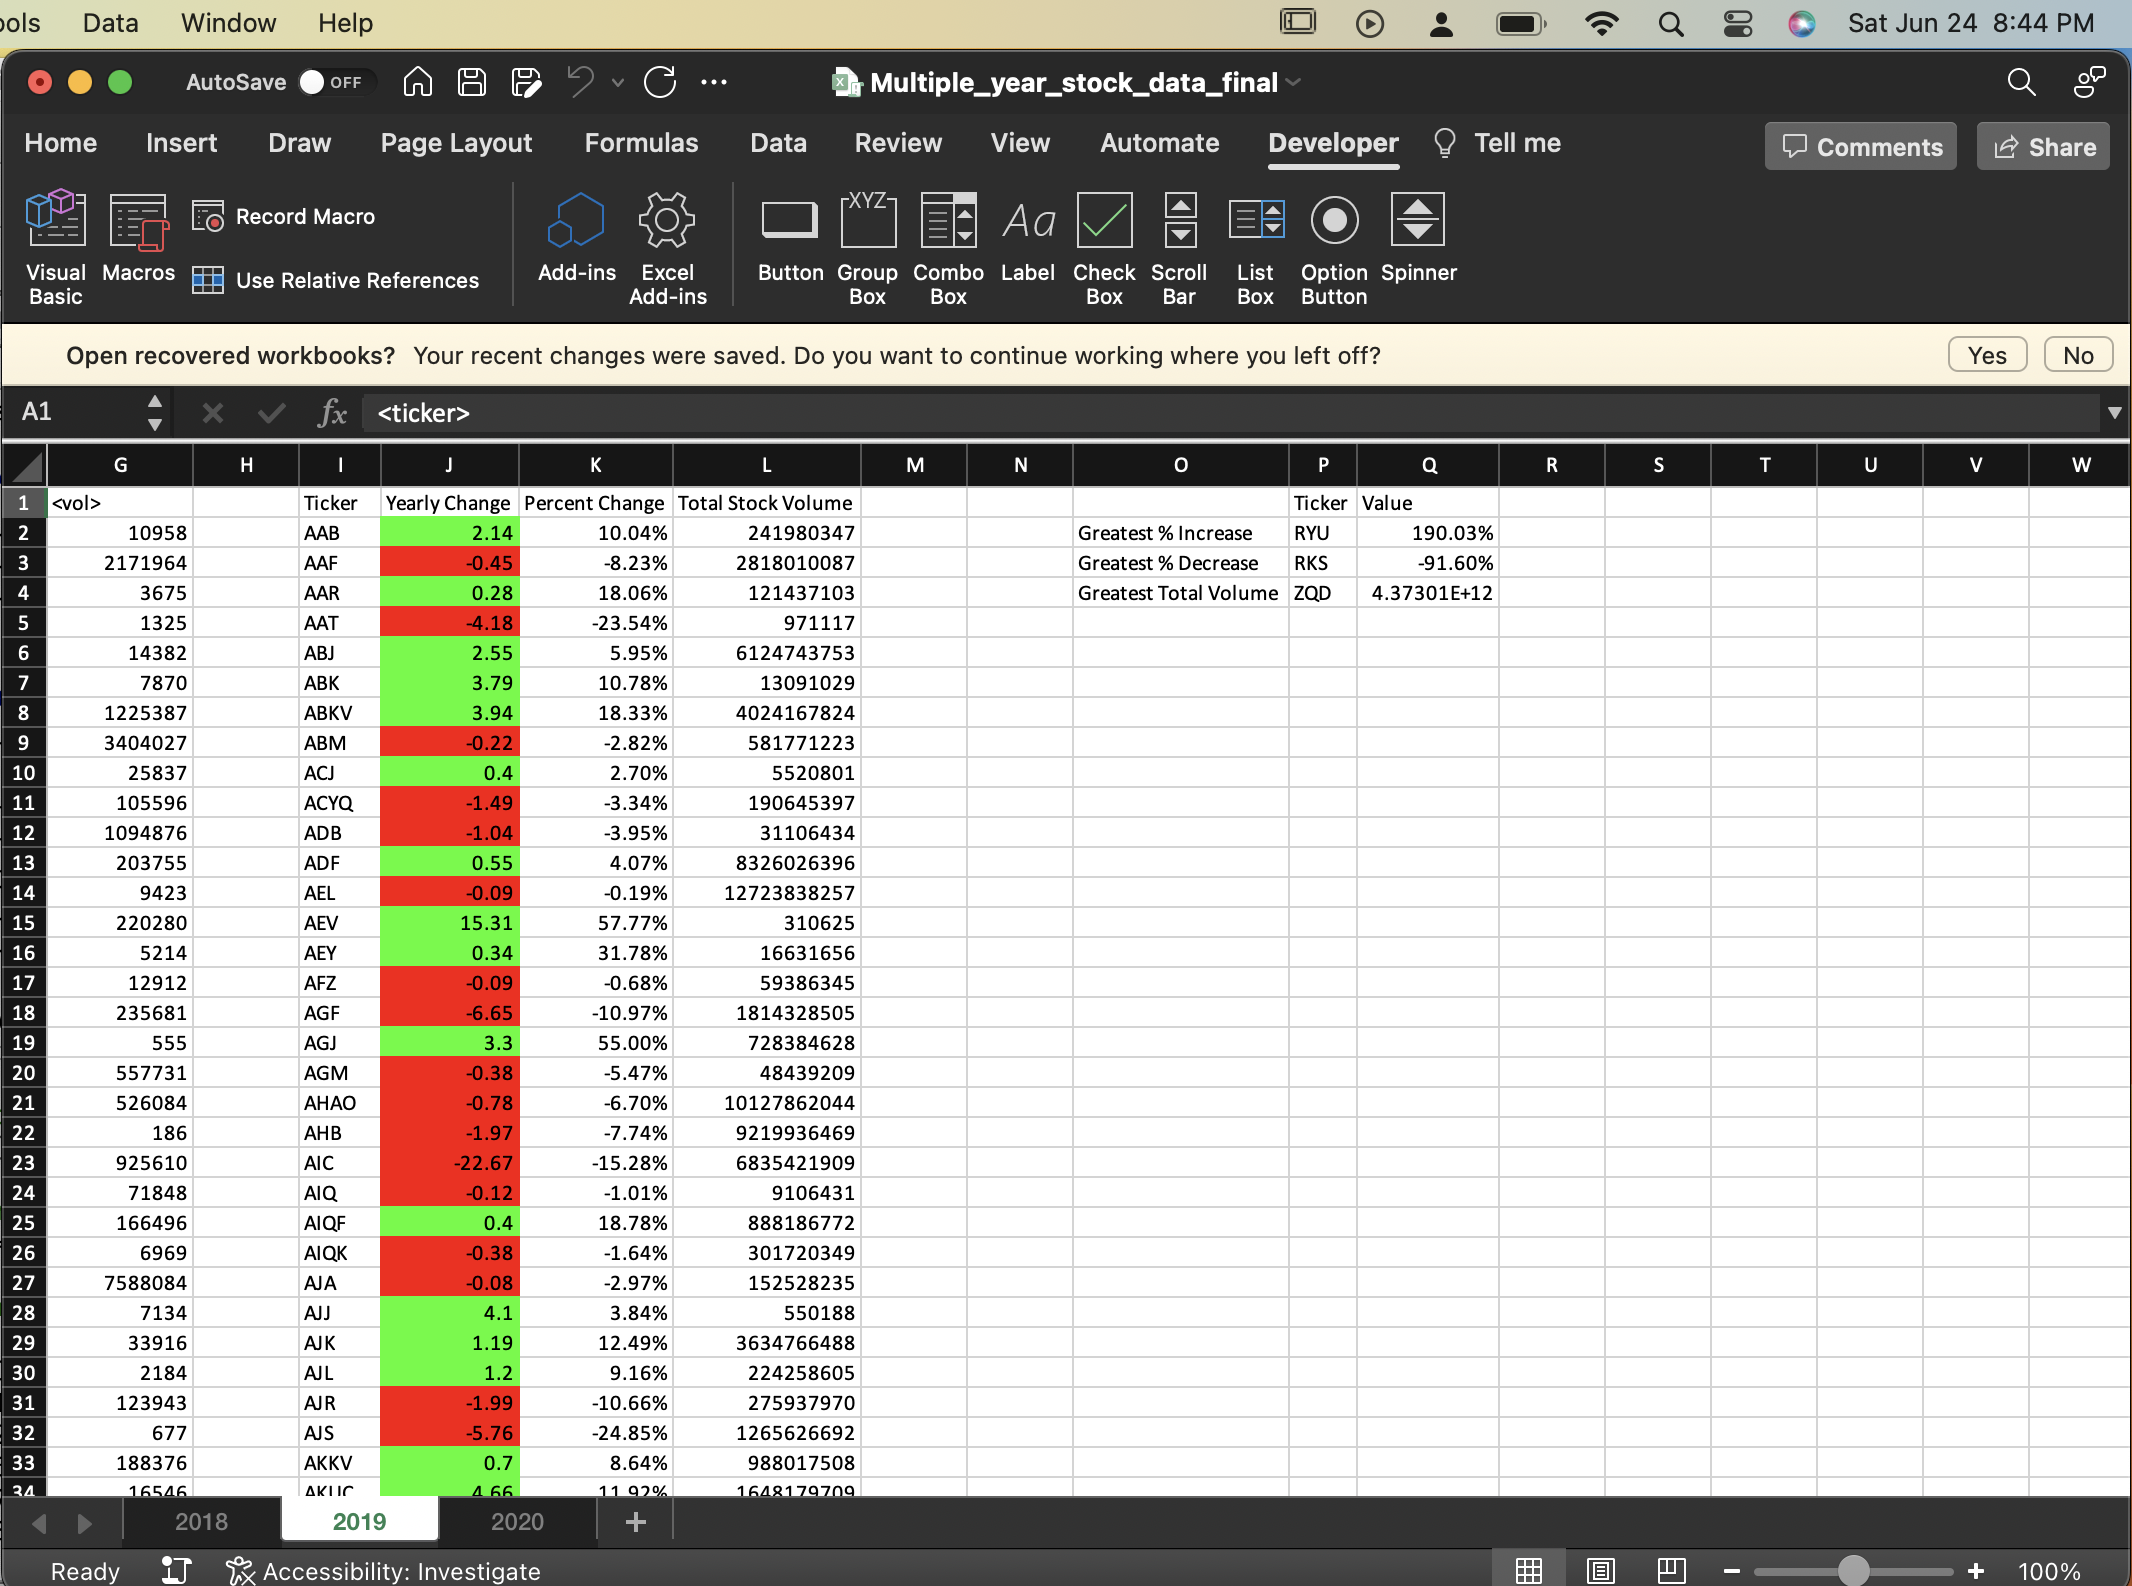 ools Data Window Help Sat Jun 24 8:44 PM
AutoSave OFF Multiple_year_stock_data_final
Home Insert Draw Page Layout Formulas Data Review View Automate Developer Tell me Comments Share
Visual Basic Macros Record Macro Use Relative References Add-ins Excel Add-ins Button XYZ Group Box Combo Box Aa Label Check Box Scroll Bar List Box Option Button Spinner
Open recovered workbooks? Your recent changes were saved. Do you want to continue working where you left off? Yes No
A1 fx <ticker>
G H I J K L M N O P Q R S T U V W
1 <vol> Ticker Yearly Change Percent Change Total Stock Volume Ticker Value
2 10958 AAB 2.14 10.04% 241980347 Greatest % Increase RYU 190.03%
3 2171964 AAF -0.45 -8.23% 2818010087 Greatest % Decrease RKS -91.60%
4 3675 AAR 0.28 18.06% 121437103 Greatest Total Volume ZQD 4.37301E+12
5 1325 AAT -4.18 -23.54% 971117
6 14382 ABJ 2.55 5.95% 6124743753
7 7870 ABK 3.79 10.78% 13091029
8 1225387 ABKV 3.94 18.33% 4024167824
9 3404027 ABM -0.22 -2.82% 581771223
10 25837 ACJ 0.4 2.70% 5520801
11 105596 ACYQ -1.49 -3.34% 190645397
12 1094876 ADB -1.04 -3.95% 31106434
13 203755 ADF 0.55 4.07% 8326026396
14 9423 AEL -0.09 -0.19% 12723838257
15 220280 AEV 15.31 57.77% 310625
16 5214 AEY 0.34 31.78% 16631656
17 12912 AFZ -0.09 -0.68% 59386345
18 235681 AGF -6.65 -10.97% 1814328505
19 555 AGJ 3.3 55.00% 728384628
20 557731 AGM -0.38 -5.47% 48439209
21 526084 AHAO -0.78 -6.70% 10127862044
22 186 AHB -1.97 -7.74% 9219936469
23 925610 AIC -22.67 -15.28% 6835421909
24 71848 AIQ -0.12 -1.01% 9106431
25 166496 AIQF 0.4 18.78% 888186772
26 6969 AIQK -0.38 -1.64% 301720349
27 7588084 AJA -0.08 -2.97% 152528235
28 7134 AJJ 4.1 3.84% 550188
29 33916 AJK 1.19 12.49% 3634766488
30 2184 AJL 1.2 9.16% 224258605
31 123943 AJR -1.99 -10.66% 275937970
32 677 AJS -5.76 -24.85% 1265626692
33 188376 AKKV 0.7 8.64% 988017508
34 16546 AKUC 4.66 11.92% 1648179709
2018 2019 2020 +
Ready Accessibility: Investigate 100%